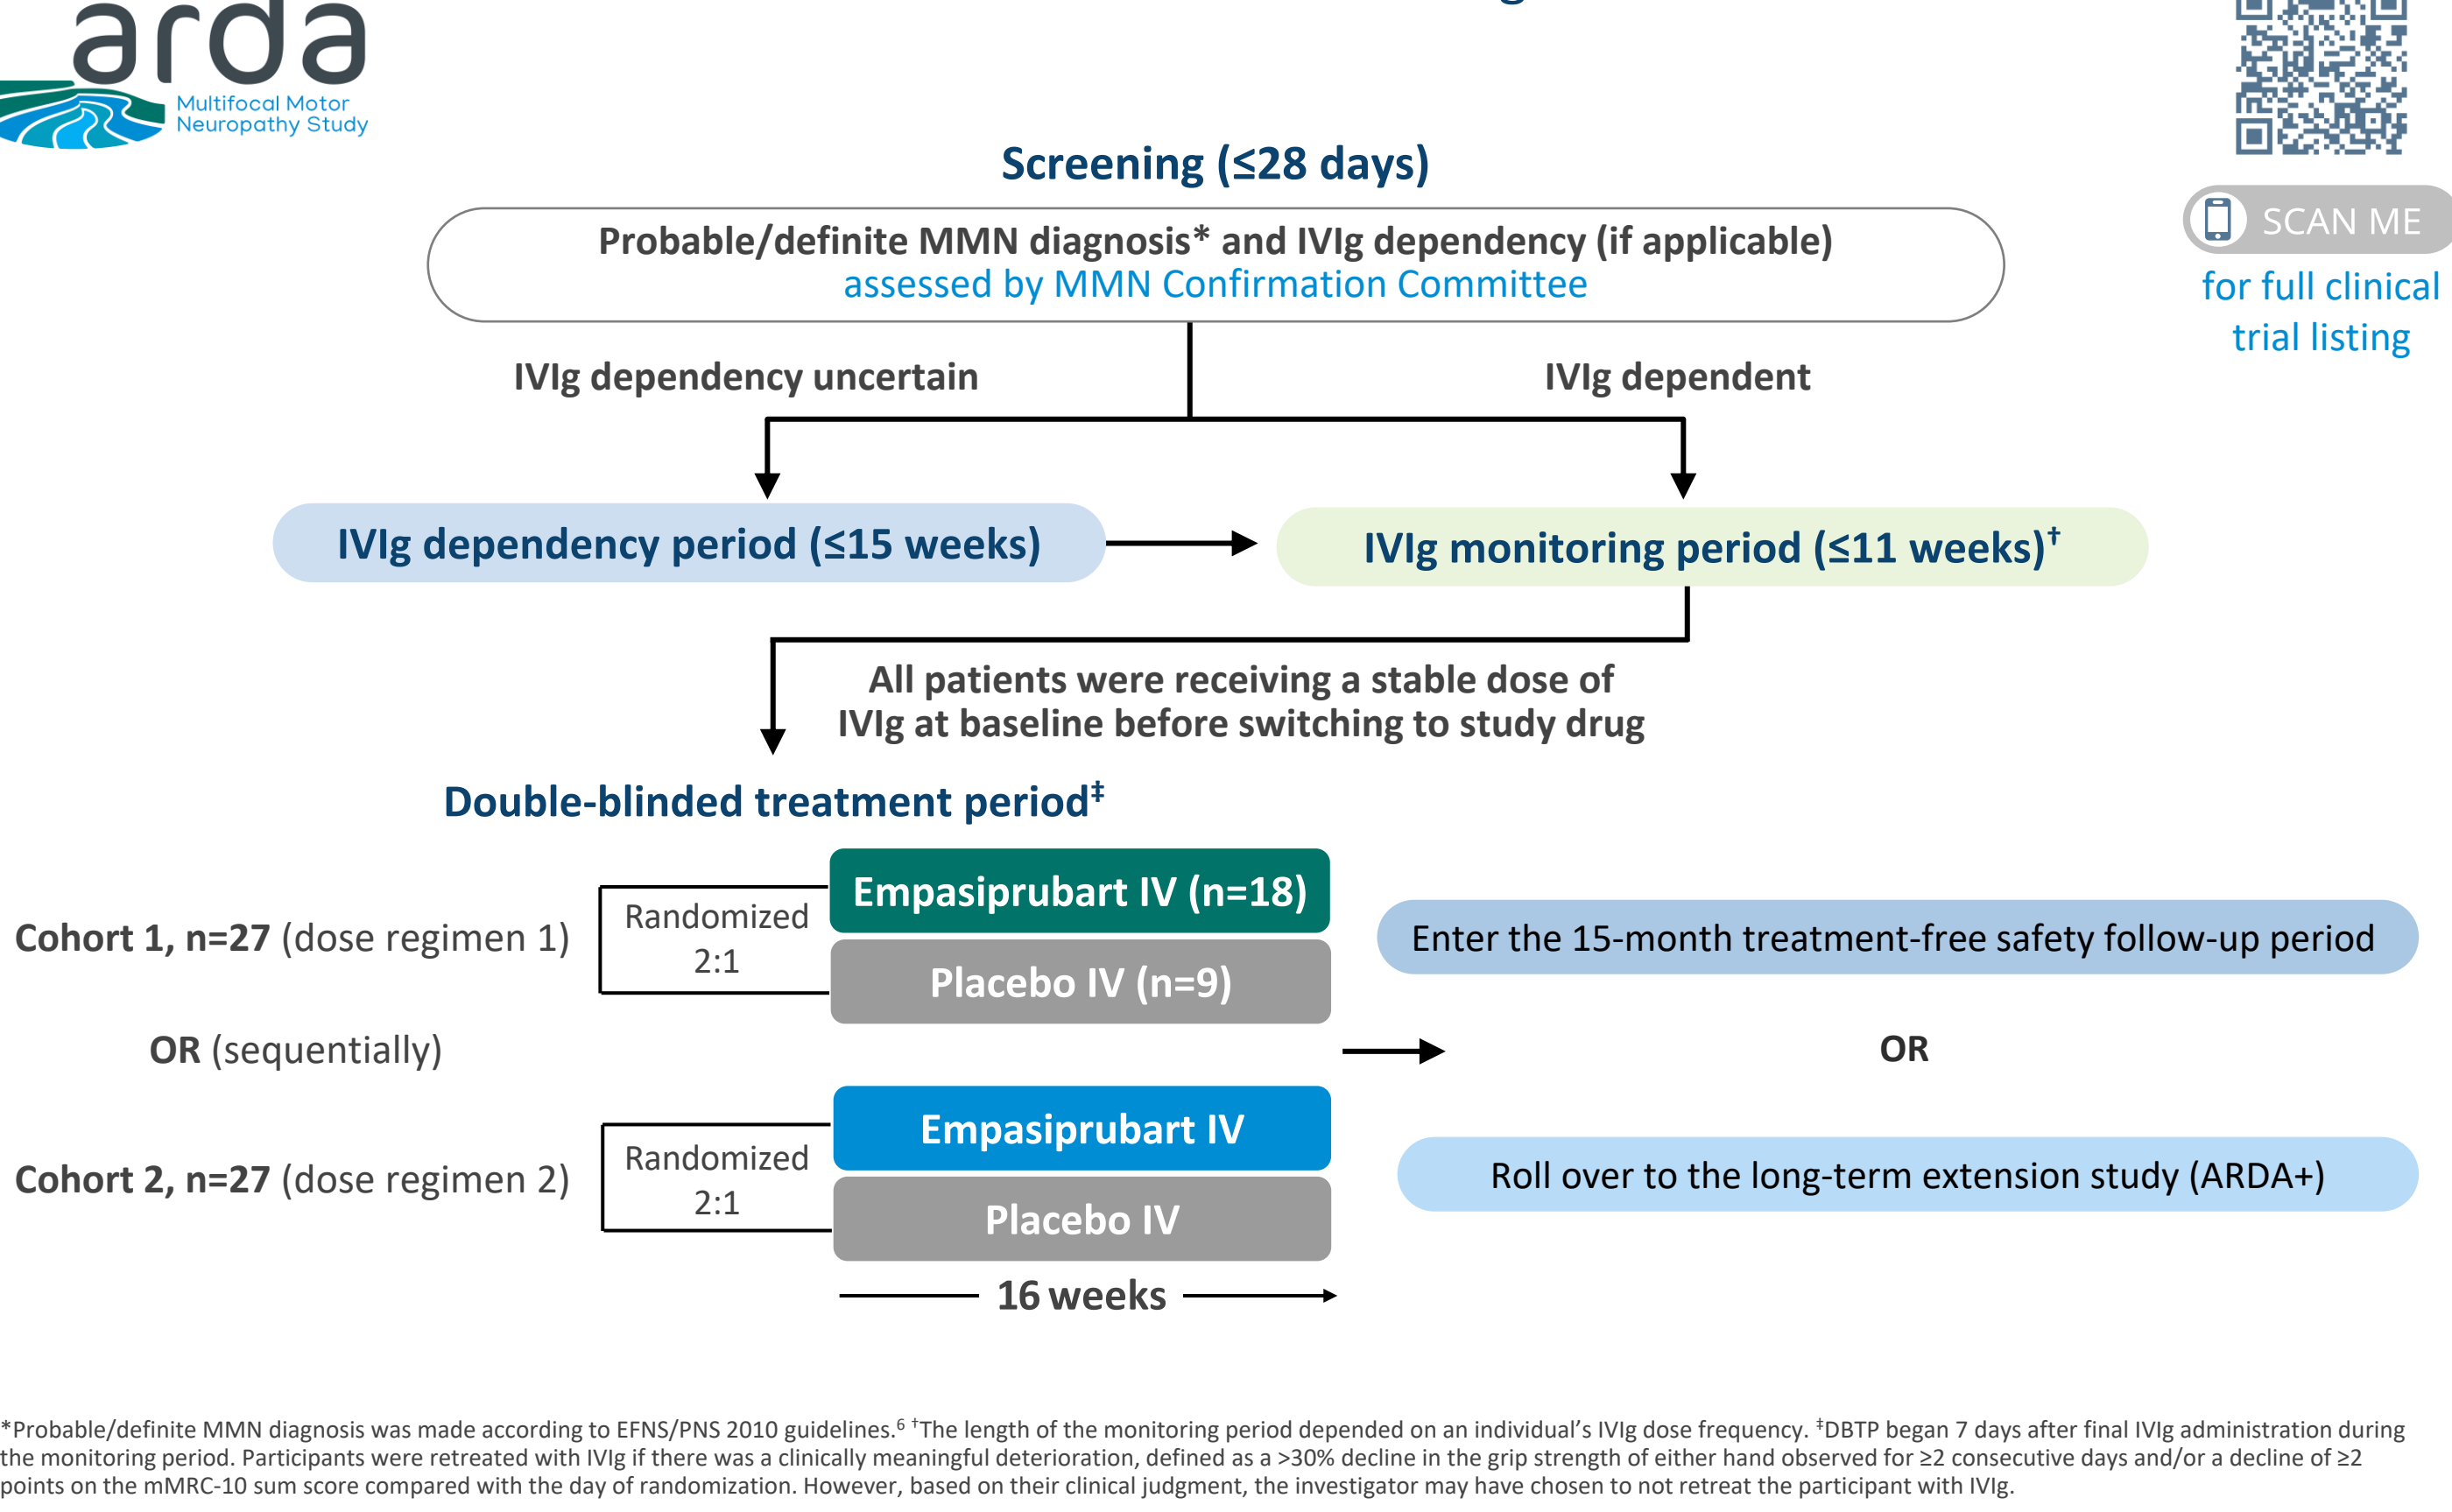 arda
Multifocal Motor
Neuropathy Study
SCAN ME
for full clinical
trial listing
Screening (≤28 days)
Probable/definite MMN diagnosis* and IVIg dependency (if applicable)
assessed by MMN Confirmation Committee
IVIg dependency uncertain
IVIg dependent
IVIg dependency period (≤15 weeks)
IVIg monitoring period (≤11 weeks)†
All patients were receiving a stable dose of
IVIg at baseline before switching to study drug
Double-blinded treatment period‡
Cohort 1, n=27 (dose regimen 1)
Randomized
2:1
Empasiprubart IV (n=18)
Placebo IV (n=9)
Enter the 15-month treatment-free safety follow-up period
OR (sequentially)
OR
Cohort 2, n=27 (dose regimen 2)
Randomized
2:1
Empasiprubart IV
Placebo IV
Roll over to the long-term extension study (ARDA+)
16 weeks
*Probable/definite MMN diagnosis was made according to EFNS/PNS 2010 guidelines.⁶ †The length of the monitoring period depended on an individual’s IVIg dose frequency. ‡DBTP began 7 days after final IVIg administration during
the monitoring period. Participants were retreated with IVIg if there was a clinically meaningful deterioration, defined as a >30% decline in the grip strength of either hand observed for ≥2 consecutive days and/or a decline of ≥2
points on the mMRC-10 sum score compared with the day of randomization. However, based on their clinical judgment, the investigator may have chosen to not retreat the participant with IVIg.